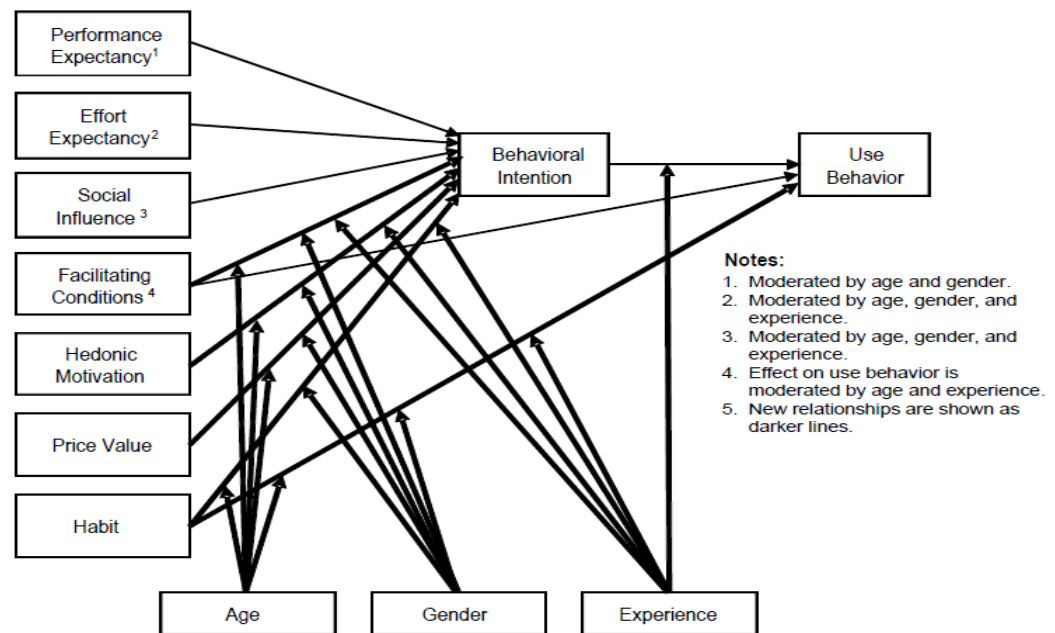 Performance
Expectancy¹
Effort
Expectancy²
Social
Influence ³
Facilitating
Conditions ⁴
Hedonic
Motivation
Price Value
Habit
Behavioral
Intention
Use
Behavior
Notes:
1. Moderated by age and gender.
2. Moderated by age, gender, and
experience.
3. Moderated by age, gender, and
experience.
4. Effect on use behavior is
moderated by age and experience.
5. New relationships are shown as
darker lines.
Age
Gender
Experience